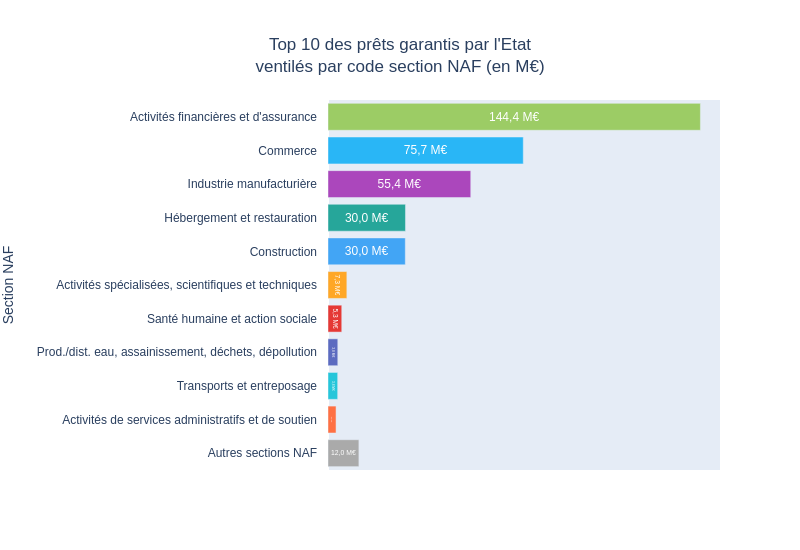 Top 10 des prêts garantis par l'Etat
ventilés par code section NAF (en M€)
Section NAF
Activités financières et d'assurance
144,4 M€
Commerce
75,7 M€
Industrie manufacturière
55,4 M€
Hébergement et restauration
30,0 M€
Construction
30,0 M€
Activités spécialisées, scientifiques et techniques
M€
Santé humaine et action sociale
5,3 M€
Prod./dist. eau, assainissement, déchets, dépollution
Transports et entreposage
Activités de services administratifs et de soutien
Autres sections NAF
12,0 M€